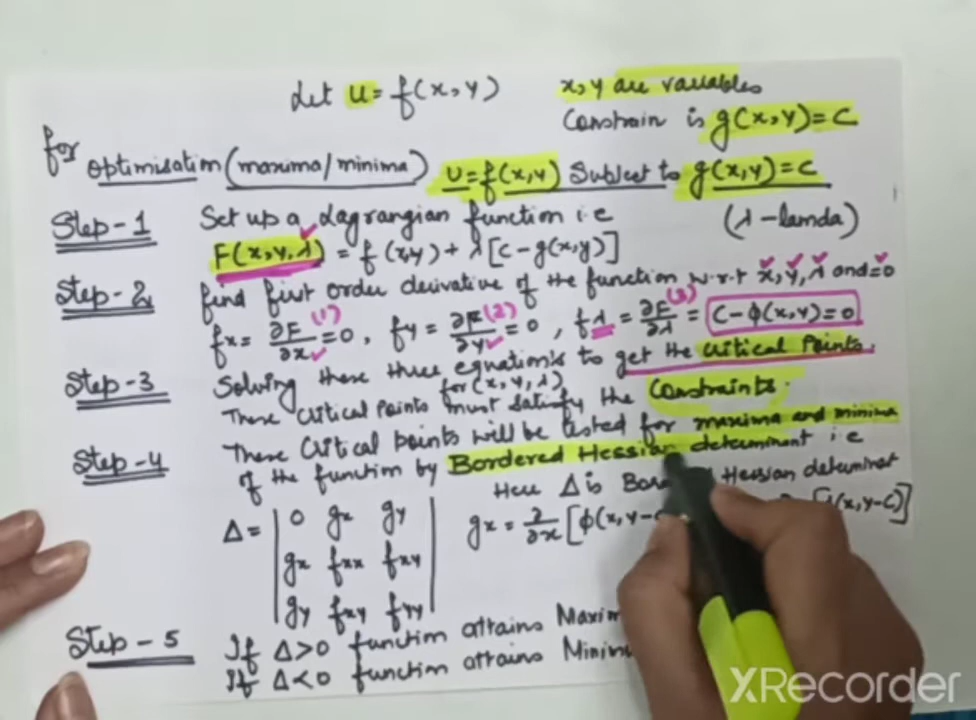 Let U = f(x,y) x,y are variables
Constrain is g(x,y)=C
for optimisation (maxima/minima) U=f(x,y) Subject to g(x,y)=C
Step-1 Set up a Lagrangian function i.e (λ-lamda)
F(x,y,λ) = f(x,y) + λ[C-g(x,y)]
Step-2 find first order derivative of the function w.r.t x,y,λ and=0
fx = ∂F/∂x = 0, (1) fy = ∂F/∂y = 0, (2) fλ = ∂F/∂λ = (3) C-ϕ(x,y)=0
Step-3 Solving these three equation's to get the critical Points
for (x,y,λ)
These critical points must satisfy the Constraints.
Step-4 These critical points will be tested for maxima and minima
of the function by Bordered Hessian determinant i.e
Here Δ is Hessian determinat
Δ = | 0 gx gy |
gx = ∂/∂x [ϕ(x,y-
| gx fxx fxy |
| gy fxy fyy |
Step-5 If Δ>0 function attains Maxim
If Δ<0 function attains Minim
XRecorder